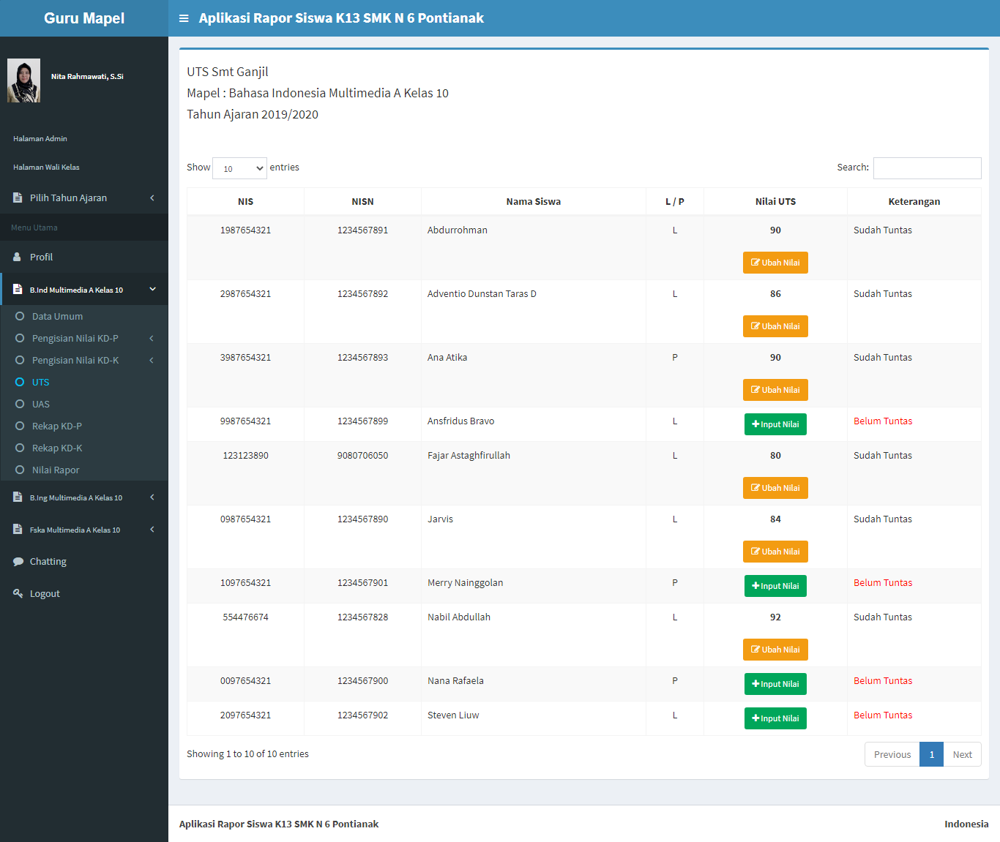 Guru Mapel
Aplikasi Rapor Siswa K13 SMK N 6 Pontianak
Nita Rahmawati, S.Si
Halaman Admin
Halaman Wali Kelas
Pilih Tahun Ajaran
Menu Utama
Profil
B.Ind Multimedia A Kelas 10
Data Umum
Pengisian Nilai KD-P
Pengisian Nilai KD-K
UTS
UAS
Rekap KD-P
Rekap KD-K
Nilai Rapor
B.Ing Multimedia A Kelas 10
Fska Multimedia A Kelas 10
Chatting
Logout
UTS Smt Ganjil
Mapel : Bahasa Indonesia Multimedia A Kelas 10
Tahun Ajaran 2019/2020
Show 10 entries Search:
NIS NISN Nama Siswa L / P Nilai UTS Keterangan
1987654321 1234567891 Abdurrohman L 90 Sudah Tuntas
Ubah Nilai
2987654321 1234567892 Adventio Dunstan Taras D L 86 Sudah Tuntas
Ubah Nilai
3987654321 1234567893 Ana Atika P 90 Sudah Tuntas
Ubah Nilai
9987654321 1234567899 Ansfridus Bravo L Input Nilai Belum Tuntas
123123890 9080706050 Fajar Astaghfirullah L 80 Sudah Tuntas
Ubah Nilai
0987654321 1234567890 Jarvis L 84 Sudah Tuntas
Ubah Nilai
1097654321 1234567901 Merry Nainggolan P Input Nilai Belum Tuntas
554476674 1234567828 Nabil Abdullah L 92 Sudah Tuntas
Ubah Nilai
0097654321 1234567900 Nana Rafaela P Input Nilai Belum Tuntas
2097654321 1234567902 Steven Liuw L Input Nilai Belum Tuntas
Showing 1 to 10 of 10 entries Previous 1 Next
Aplikasi Rapor Siswa K13 SMK N 6 Pontianak Indonesia